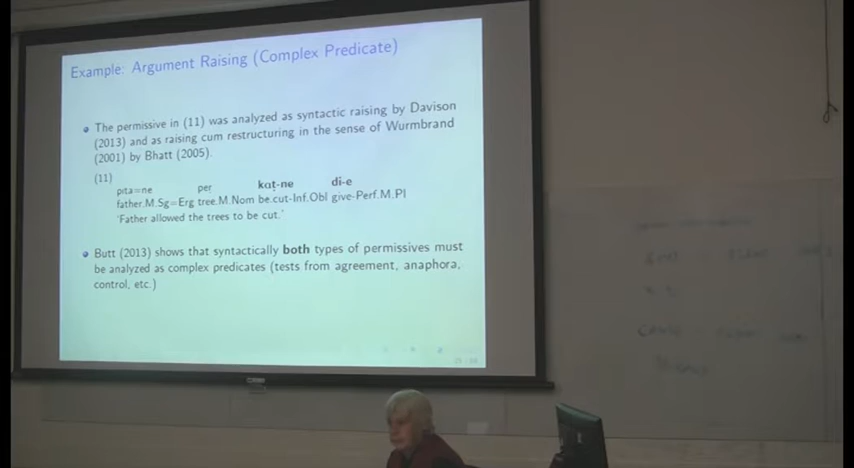 Example: Argument Raising (Complex Predicate)
The permissive in (11) was analyzed as syntactic raising by Davison
(2013) and as raising cum restructuring in the sense of Wurmbrand
(2001) by Bhatt (2005).
(11)
pıta=ne per kaṭ-ne di-e
father.M.Sg=Erg tree.M.Nom be.cut-Inf.Obl give-Perf.M.Pl
'Father allowed the trees to be cut.'
Butt (2013) shows that syntactically both types of permissives must
be analyzed as complex predicates (tests from agreement, anaphora,
control, etc.)